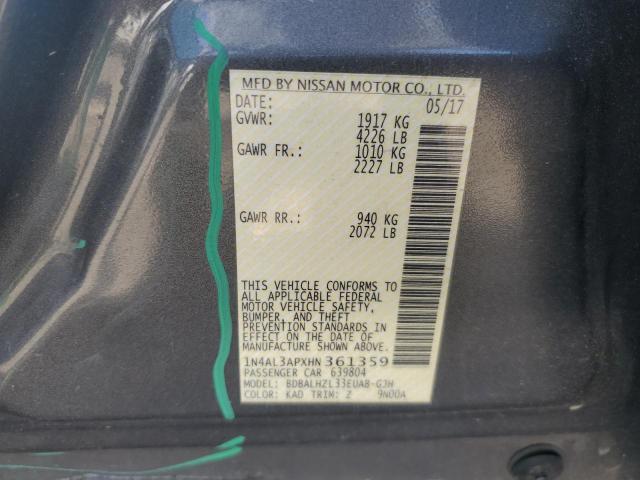 MFD BY NISSAN MOTOR CO., LTD.
DATE: 05/17
GVWR: 1917 KG
4226 LB
GAWR FR.: 1010 KG
2227 LB
GAWR RR.: 940 KG
2072 LB
THIS VEHICLE CONFORMS TO
ALL APPLICABLE FEDERAL
MOTOR VEHICLE SAFETY,
BUMPER, AND THEFT
PREVENTION STANDARDS
IN EFFECT ON THE DATE OF
MANUFACTURE SHOWN ABOVE.
1N4AL3APXHN361359
PASSENGER CAR 639804
MODEL: BDBALHZL33EUAB-GJH
COLOR: KAD TRIM: Z 9N00A